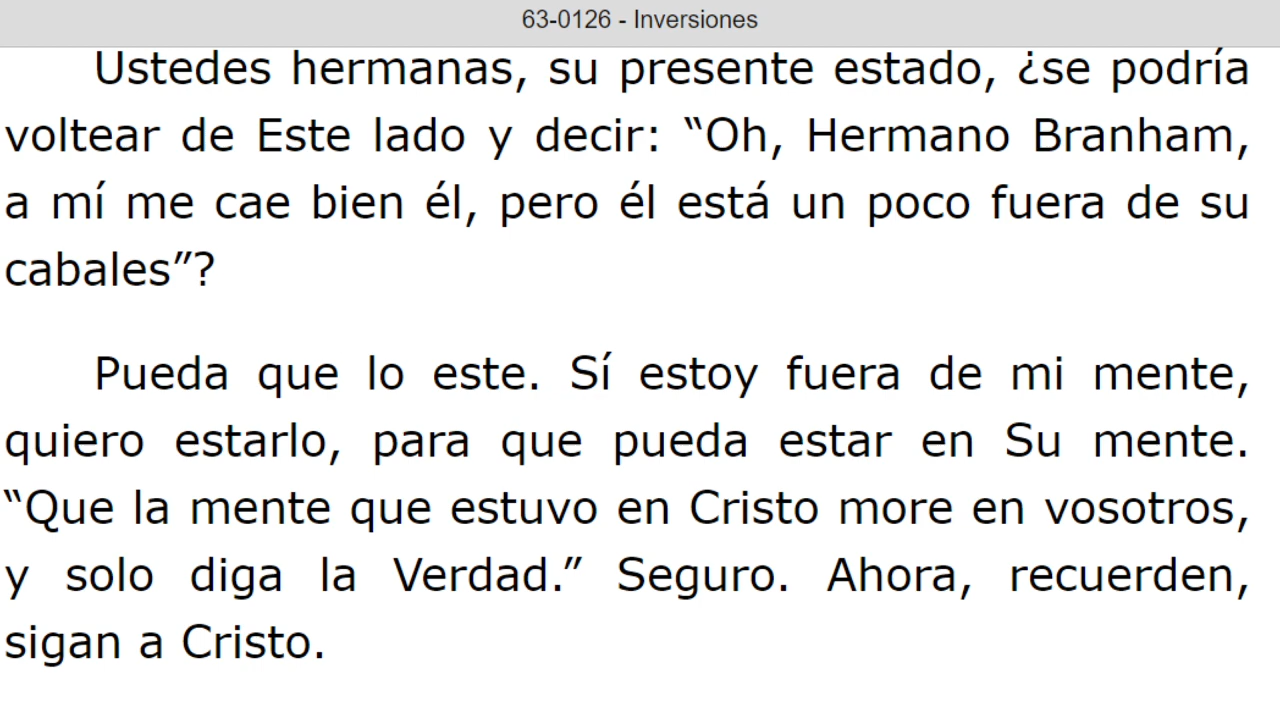 63-0126 - Inversiones
Ustedes hermanas, su presente estado, ¿se podría
voltear de Este lado y decir: “Oh, Hermano Branham,
a mí me cae bien él, pero él está un poco fuera de su
cabales”?
Pueda que lo este. Sí estoy fuera de mi mente,
quiero estarlo, para que pueda estar en Su mente.
“Que la mente que estuvo en Cristo more en vosotros,
y solo diga la Verdad.” Seguro. Ahora, recuerden,
sigan a Cristo.